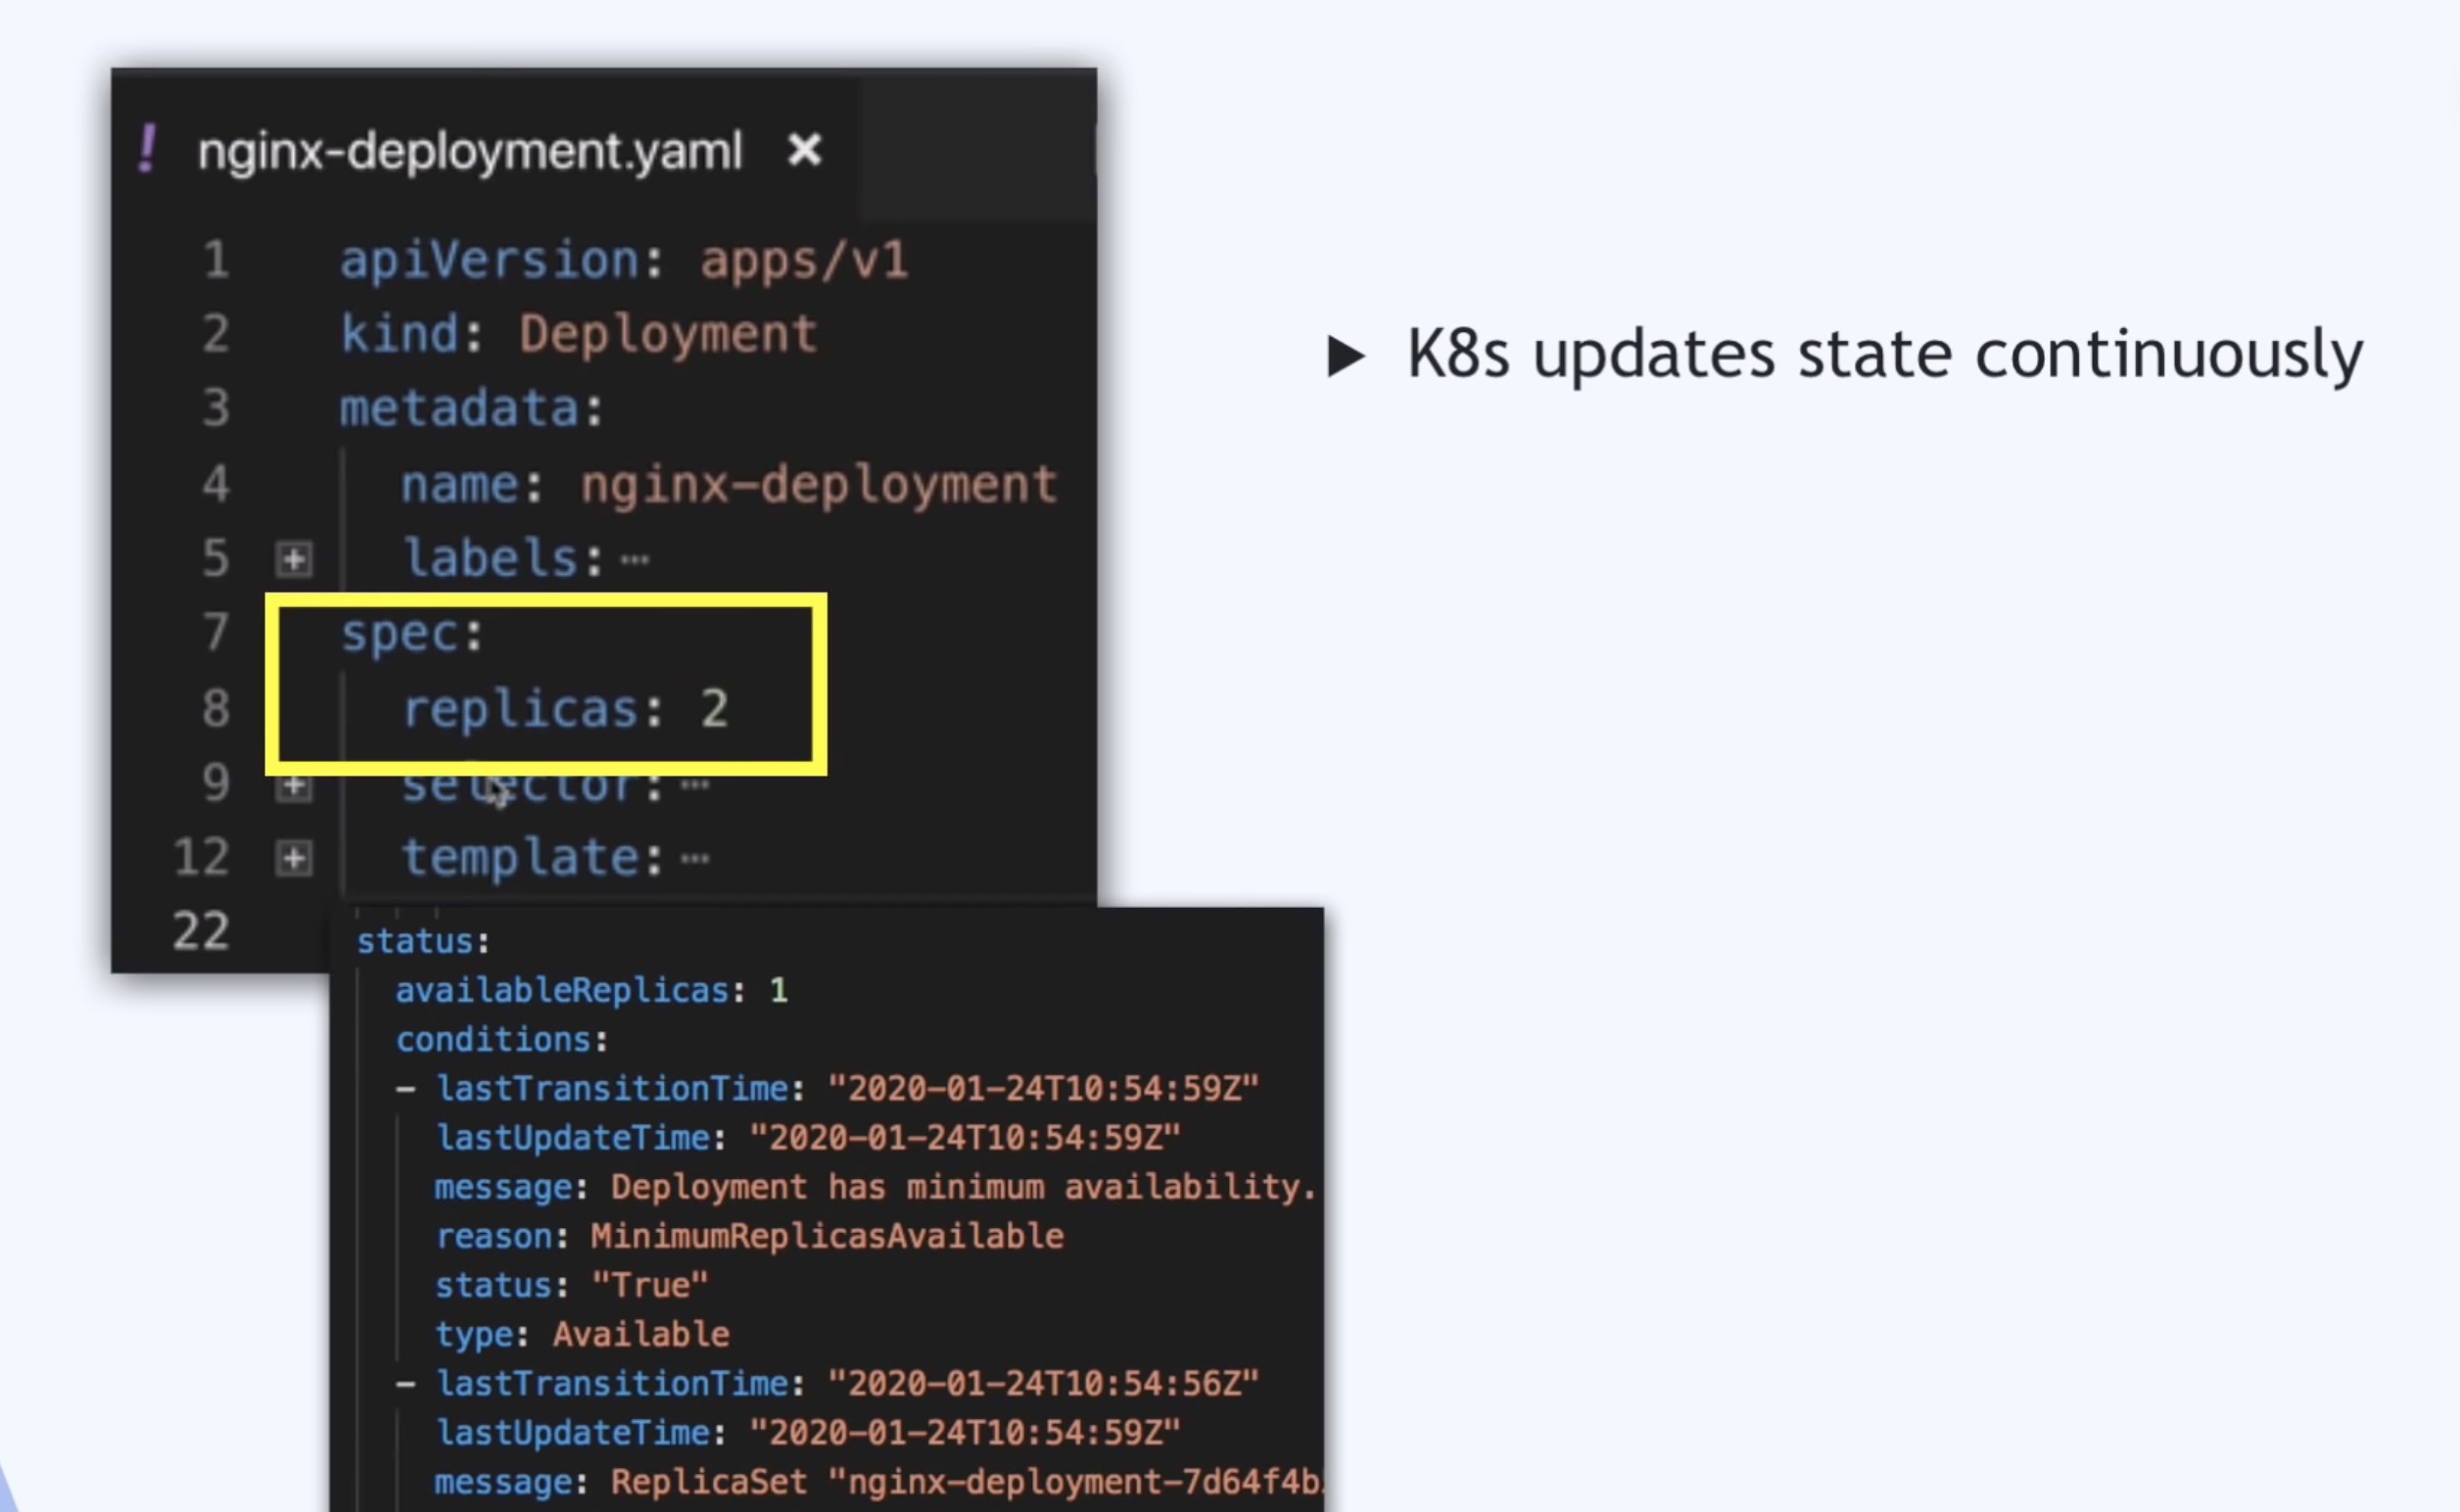 ! nginx-deployment.yaml ×
1 apiVersion: apps/v1
2 kind: Deployment
3 metadata:
4 name: nginx-deployment
5 + labels:…
7 spec:
8 replicas: 2
9 + selector:…
12 + template:…
22
status:
availableReplicas: 1
conditions:
- lastTransitionTime: "2020-01-24T10:54:59Z"
lastUpdateTime: "2020-01-24T10:54:59Z"
message: Deployment has minimum availability.
reason: MinimumReplicasAvailable
status: "True"
type: Available
- lastTransitionTime: "2020-01-24T10:54:56Z"
lastUpdateTime: "2020-01-24T10:54:59Z"
message: ReplicaSet "nginx-deployment-7d64f4b
▶ K8s updates state continuously